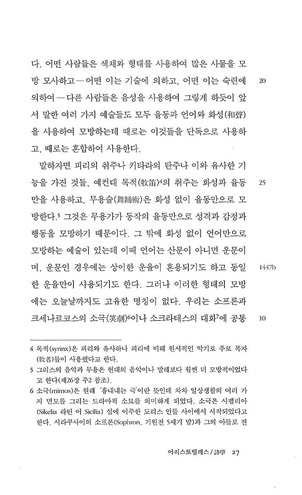 다. 어떤 사람들은 색채와 형태를 사용하여 많은 사물을 모
방 모사하고─어떤 이는 기술에 의하고, 어떤 이는 숙련에 20
의하여─다른 사람들은 음성을 사용하여 그렇게 하듯이 앞
서 말한 여러 가지 예술들도 모두 율동과 언어와 화성(和聲)
을 사용하여 모방하는데 때로는 이것들을 단독으로 사용하
고, 때로는 혼합하여 사용한다.
말하자면 피리의 취주나 키타라의 탄주나 이와 유사한 기
능을 가진 것들, 예컨대 목적(牧笛)4의 취주는 화성과 율동 25
만을 사용하고, 무용술(舞踊術)은 화성 없이 율동만으로 모
방한다.5 그것은 무용가가 동작의 율동만으로 성격과 감정과
행동을 모방하기 때문이다. 그 밖에 화성 없이 언어만으로
모방하는 예술이 있는데 이때 언어는 산문이 아니면 운문이
며, 운문인 경우에는 상이한 운율이 혼용되기도 하고 동일 1447b
한 운율만이 사용되기도 한다. 그러나 이러한 형태의 모방
에는 오늘날까지도 고유한 명칭이 없다. 우리는 소프론과
크세나르코스의 소극(笑劇)6이나 소크라테스의 대화7에 공통 10
4 목적(syrinx)은 피리와 유사하나 피리에 비해 원시적인 악기로 주로 목자
(牧者)들이 사용했다고 한다.
5 그리스의 음악과 무용은 현대의 음악이나 발레보다 훨씬 더 모방적이었다
고 한다(제26장 주2 참조).
6 소극(mimos)은 원래 '흉내내는 극'이란 뜻인데 차차 일상생활의 여러 가
지 면모를 그리는 드라마적 소묘를 의미하게 되었다. 소극은 시켈리아
(Sikelia 라틴 어 Sicilia) 섬에 이주한 도리스 인들 사이에서 시작되었다고
한다. 시라쿠사이의 소프론(Sophron, 기원전 5세기 말)과 그의 아들로 전
아리스토텔레스/詩學 27